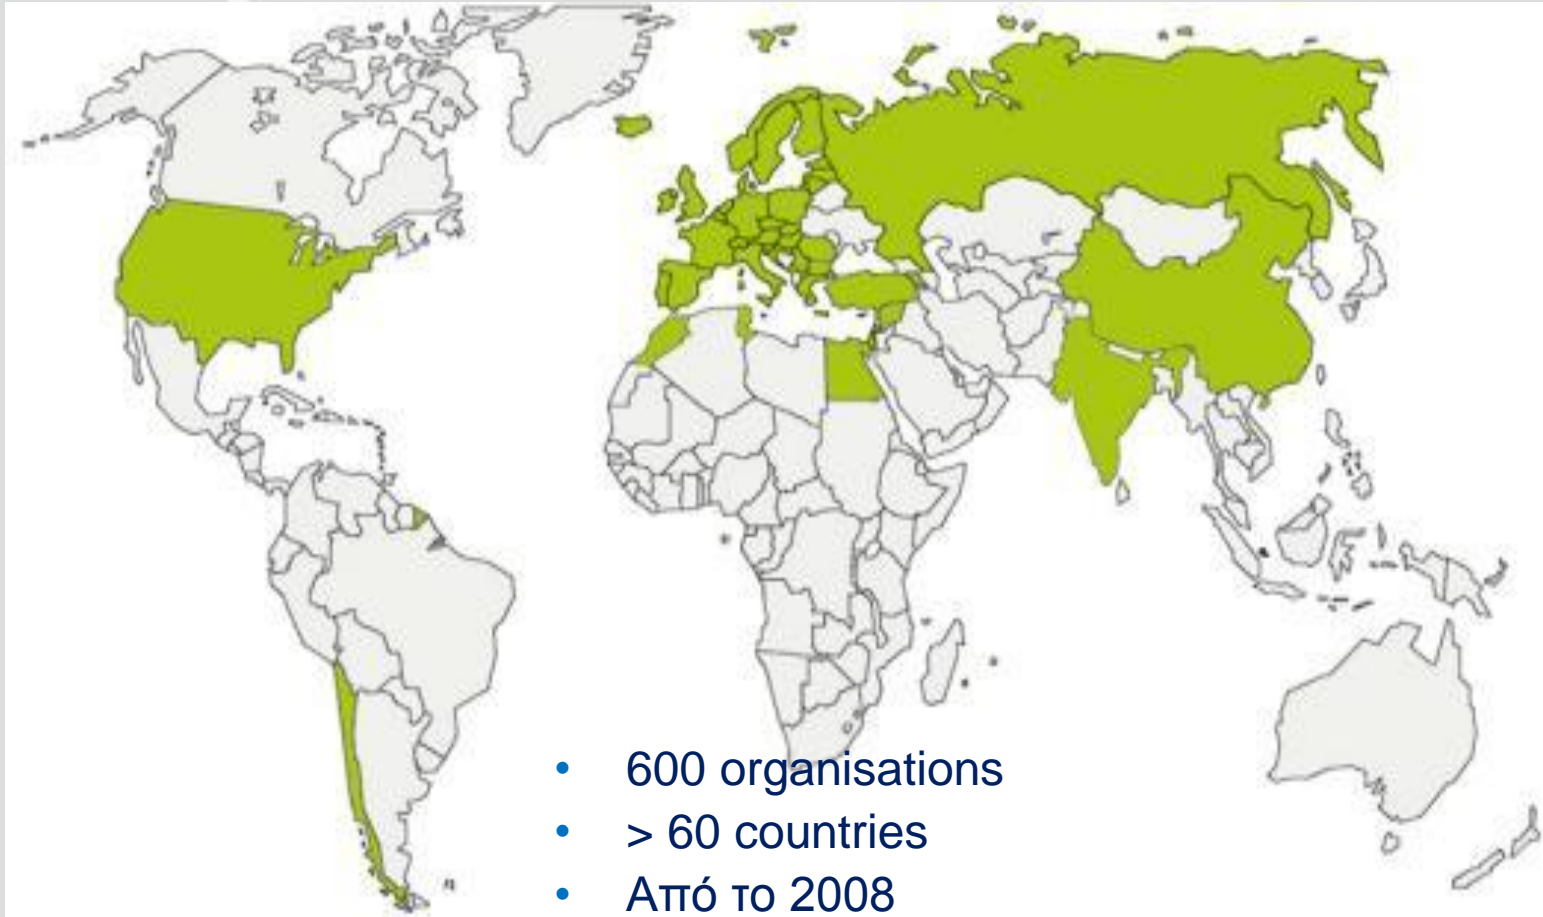 • 600 organisations
• > 60 countries
• Από το 2008